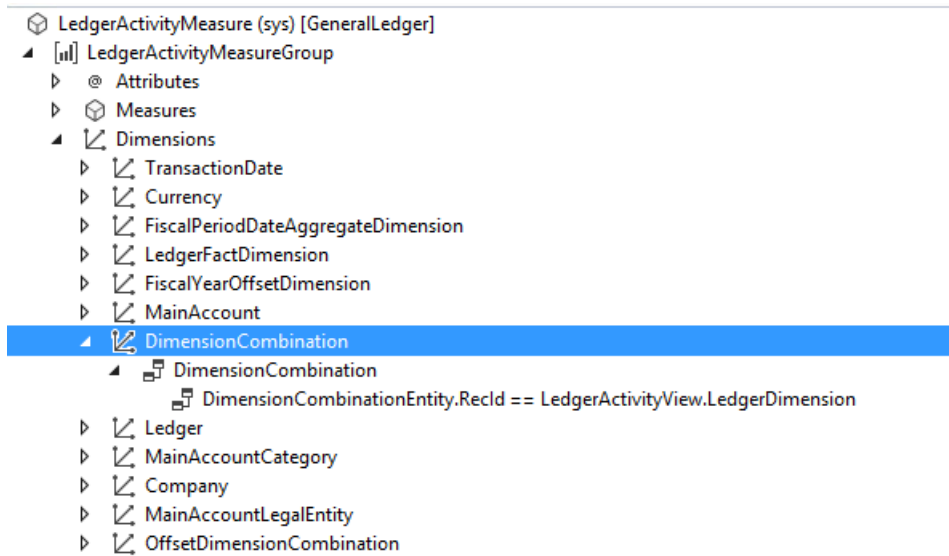 LedgerActivityMeasure (sys) [GeneralLedger]
LedgerActivityMeasureGroup
@ Attributes
Measures
Dimensions
TransactionDate
Currency
FiscalPeriodDateAggregateDimension
LedgerFactDimension
FiscalYearOffsetDimension
MainAccount
DimensionCombination
DimensionCombination
DimensionCombinationEntity.RecId == LedgerActivityView.LedgerDimension
Ledger
MainAccountCategory
Company
MainAccountLegalEntity
OffsetDimensionCombination